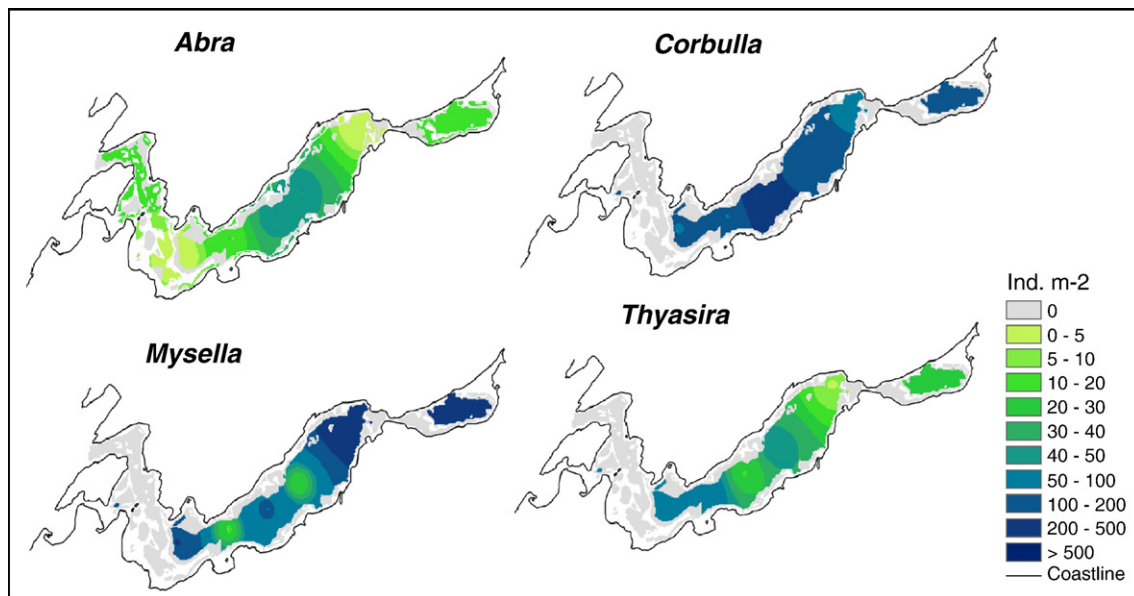 Abra
Corbulla
Mysella
Thyasira
Ind. m-2
0
0 - 5
5 - 10
10 - 20
20 - 30
30 - 40
40 - 50
50 - 100
100 - 200
200 - 500
> 500
Coastline